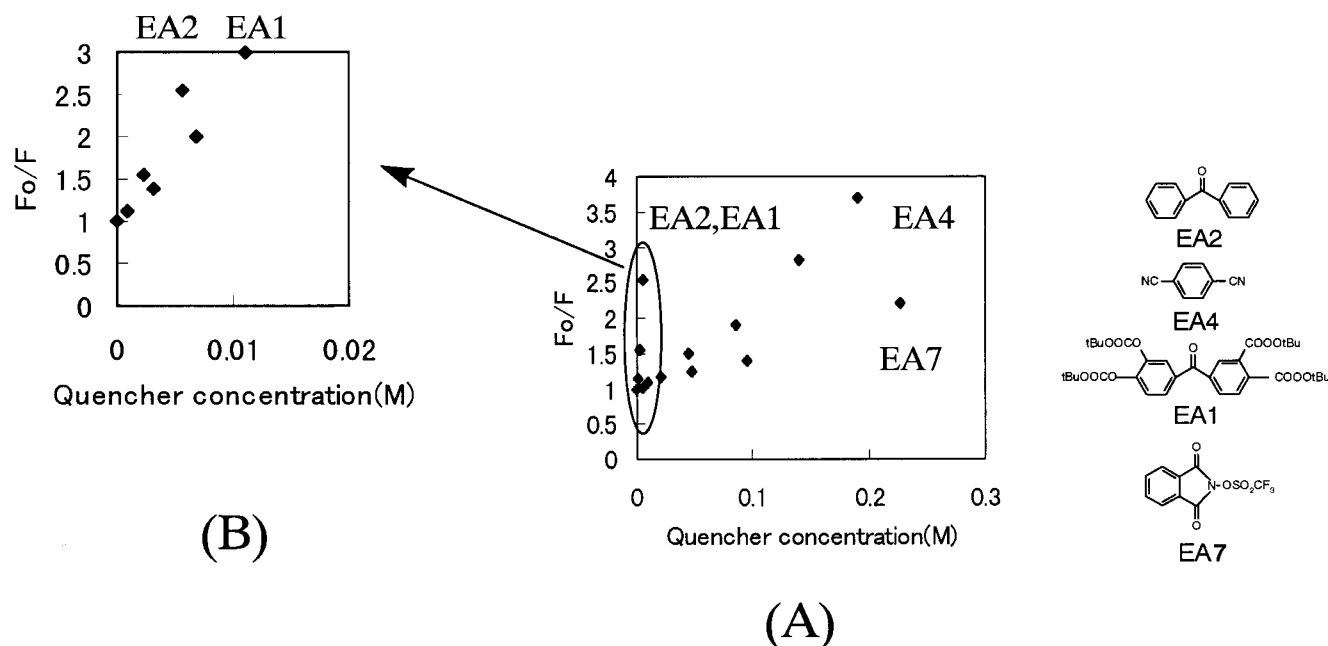 EA2 EA1
3
2.5
2
1.5
1
0.5
0
Fo/F
0 0.01 0.02
Quencher concentration(M)
(B)
4
3.5
3
2.5
2
1.5
1
0.5
0
Fo/F
EA2,EA1
EA4
EA7
0 0.1 0.2 0.3
Quencher concentration(M)
(A)
O
EA2
NC CN
EA4
tBuOOCO O COOOtBu
tBuOOCO COOOtBu
EA1
O
N-OSO2CF3
O
EA7